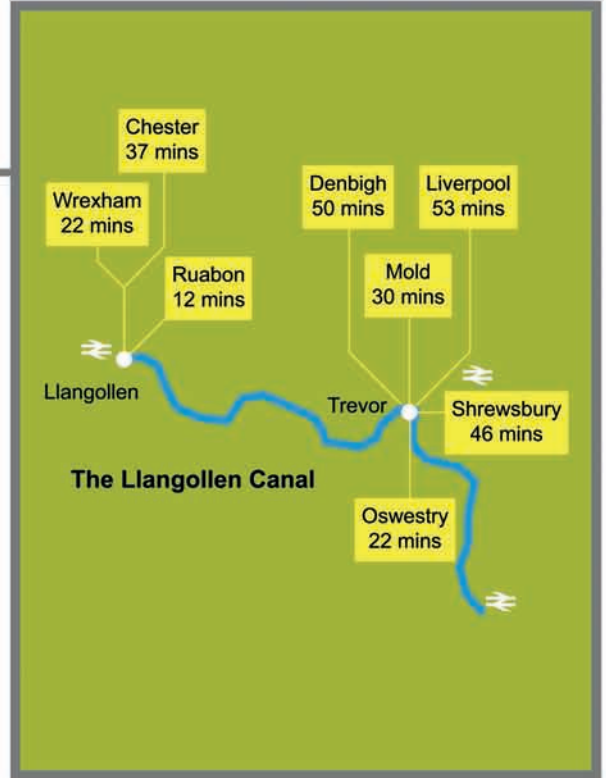 Chester
37 mins
Wrexham
22 mins
Ruabon
12 mins
Llangollen
Denbigh
50 mins
Liverpool
53 mins
Mold
30 mins
Trevor
Shrewsbury
46 mins
Oswestry
22 mins
The Llangollen Canal